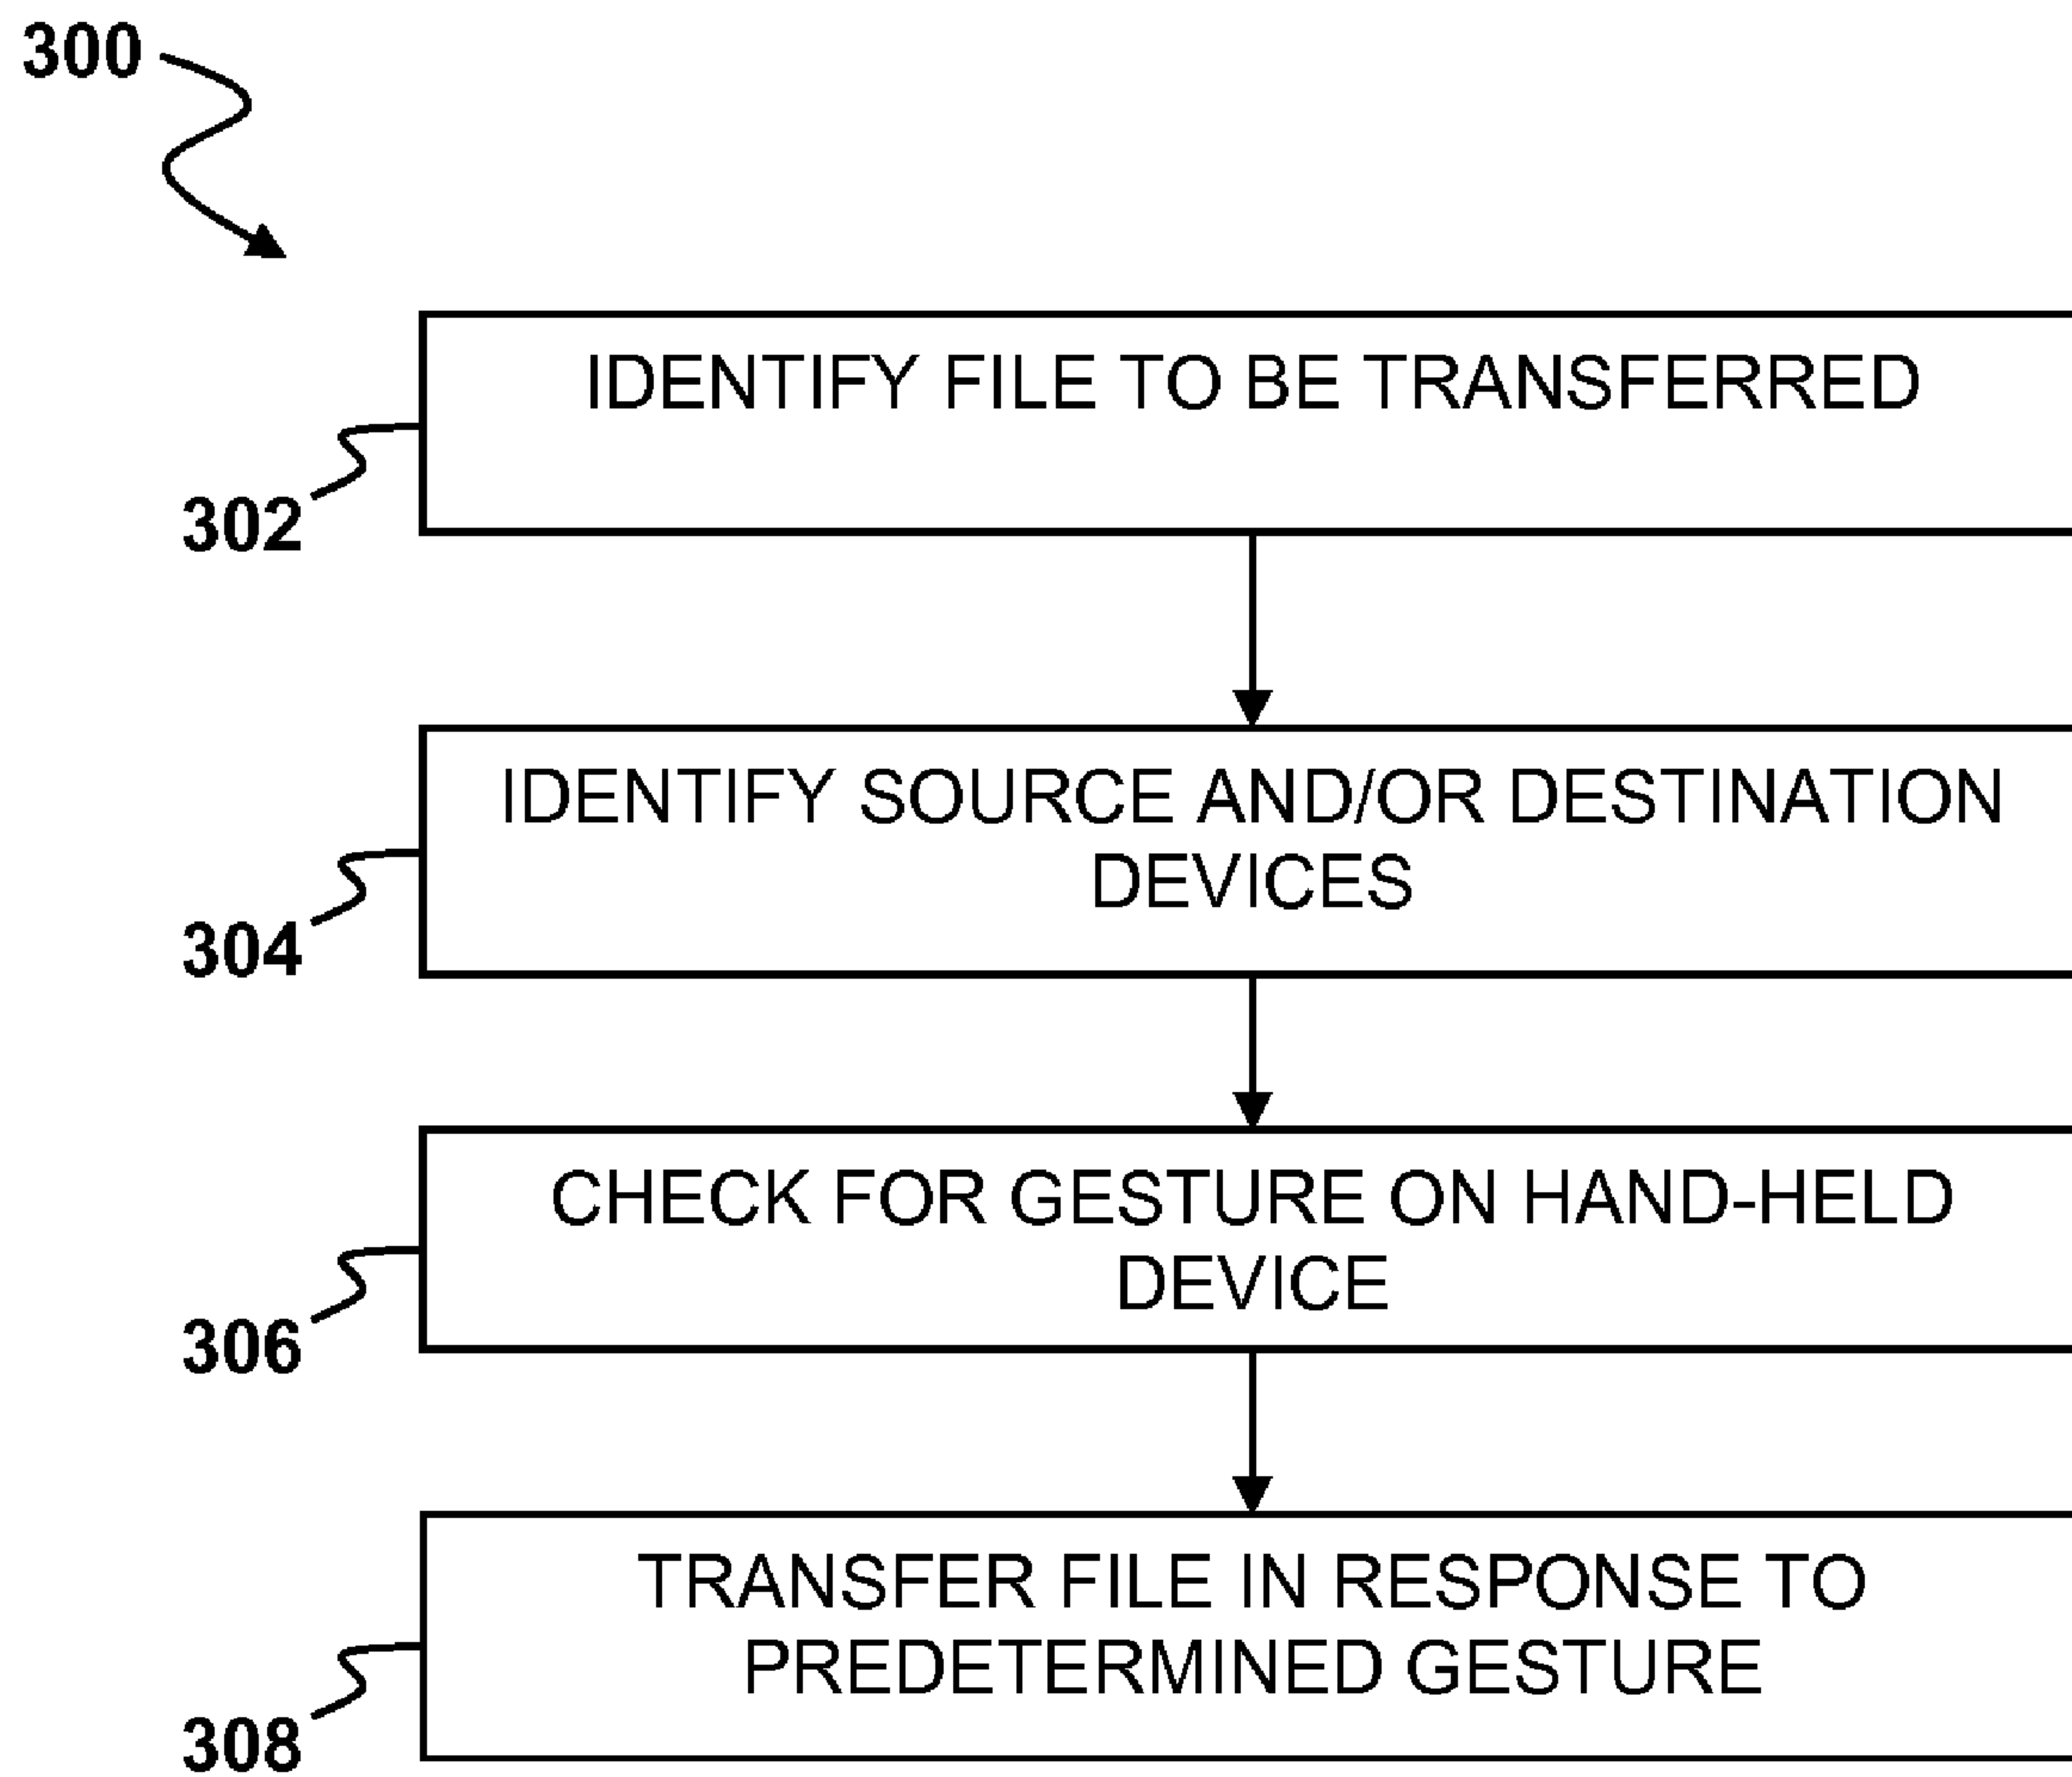 300
IDENTIFY FILE TO BE TRANSFERRED
302
IDENTIFY SOURCE AND/OR DESTINATION
DEVICES
304
CHECK FOR GESTURE ON HAND-HELD
DEVICE
306
TRANSFER FILE IN RESPONSE TO
PREDETERMINED GESTURE
308